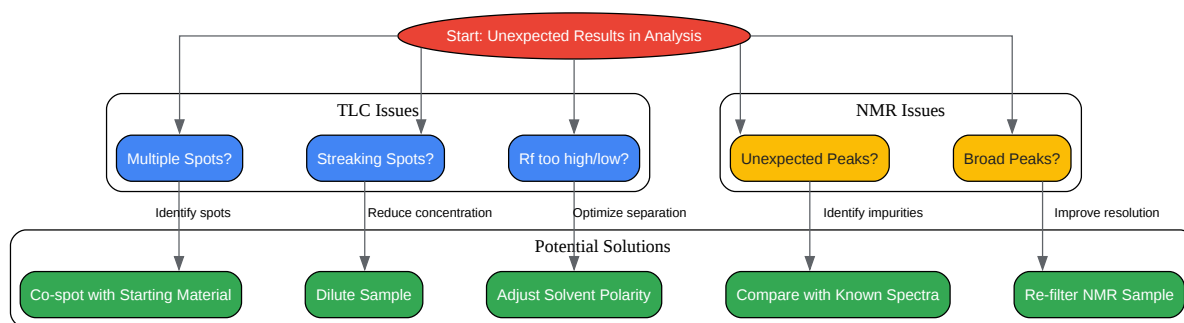 Start: Unexpected Results in Analysis
TLC Issues
NMR Issues
Multiple Spots?
Streaking Spots?
Rf too high/low?
Unexpected Peaks?
Broad Peaks?
Identify spots
Reduce concentration
Optimize separation
Identify impurities
Improve resolution
Potential Solutions
Co-spot with Starting Material
Dilute Sample
Adjust Solvent Polarity
Compare with Known Spectra
Re-filter NMR Sample